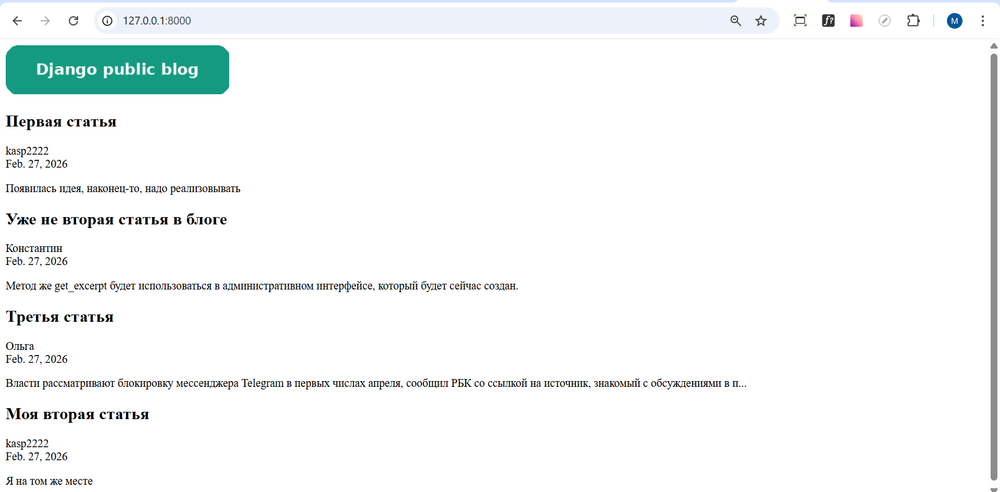 127.0.0.1:8000
M
Django public blog
Первая статья
kasp2222
Feb. 27, 2026
Появилась идея, наконец-то, надо реализовывать
Уже не вторая статья в блоге
Константин
Feb. 27, 2026
Метод же get_excerpt будет использоваться в административном интерфейсе, который будет сейчас создан.
Третья статья
Ольга
Feb. 27, 2026
Власти рассматривают блокировку мессенджера Telegram в первых числах апреля, сообщил РБК со ссылкой на источник, знакомый с обсуждениями в п...
Моя вторая статья
kasp2222
Feb. 27, 2026
Я на том же месте